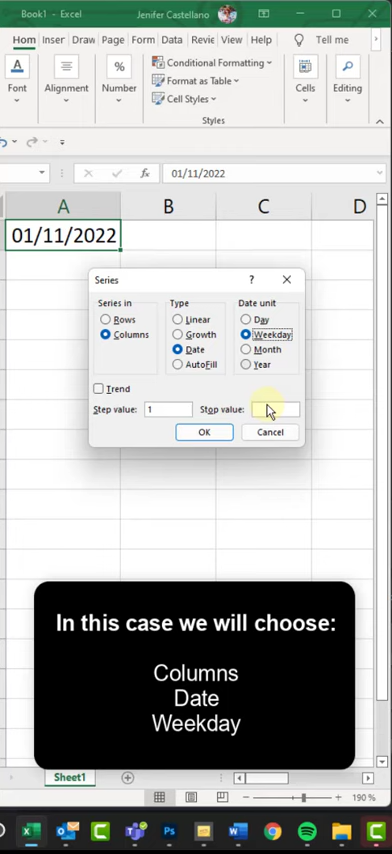 Book1 - Excel
Jenifer Castellano
Hom Inser Draw Page Form Data Revie View Help Tell me
Font
Alignment
Number
Conditional Formatting
Format as Table
Cell Styles
Styles
Cells
Editing
fx 01/11/2022
A B C D
01/11/2022
Series ? ×
Series in Type Date unit
Rows Linear Day
Columns Growth Weekday
Date Month
AutoFill Year
Trend
Step value: 1 Stop value:
OK Cancel
In this case we will choose:
Columns
Date
Weekday
Sheet1
190 %